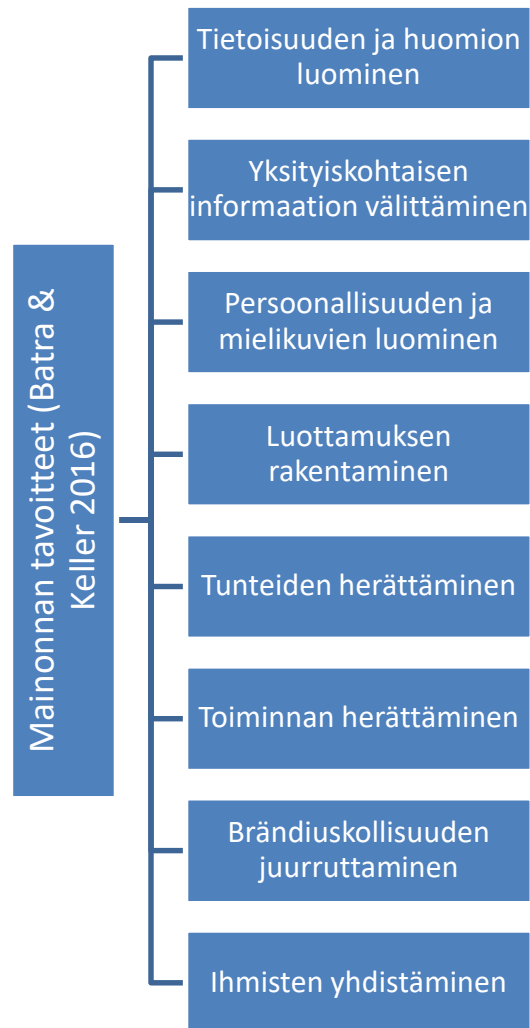 Mainonnan tavoitteet (Batra &
Keller 2016)
Tietoisuuden ja huomion
luominen
Yksityiskohtaisen
informaation välittäminen
Persoonallisuuden ja
mielikuvien luominen
Luottamuksen
rakentaminen
Tunteiden herättäminen
Toiminnan herättäminen
Brändiuskollisuuden
juurruttaminen
Ihmisten yhdistäminen